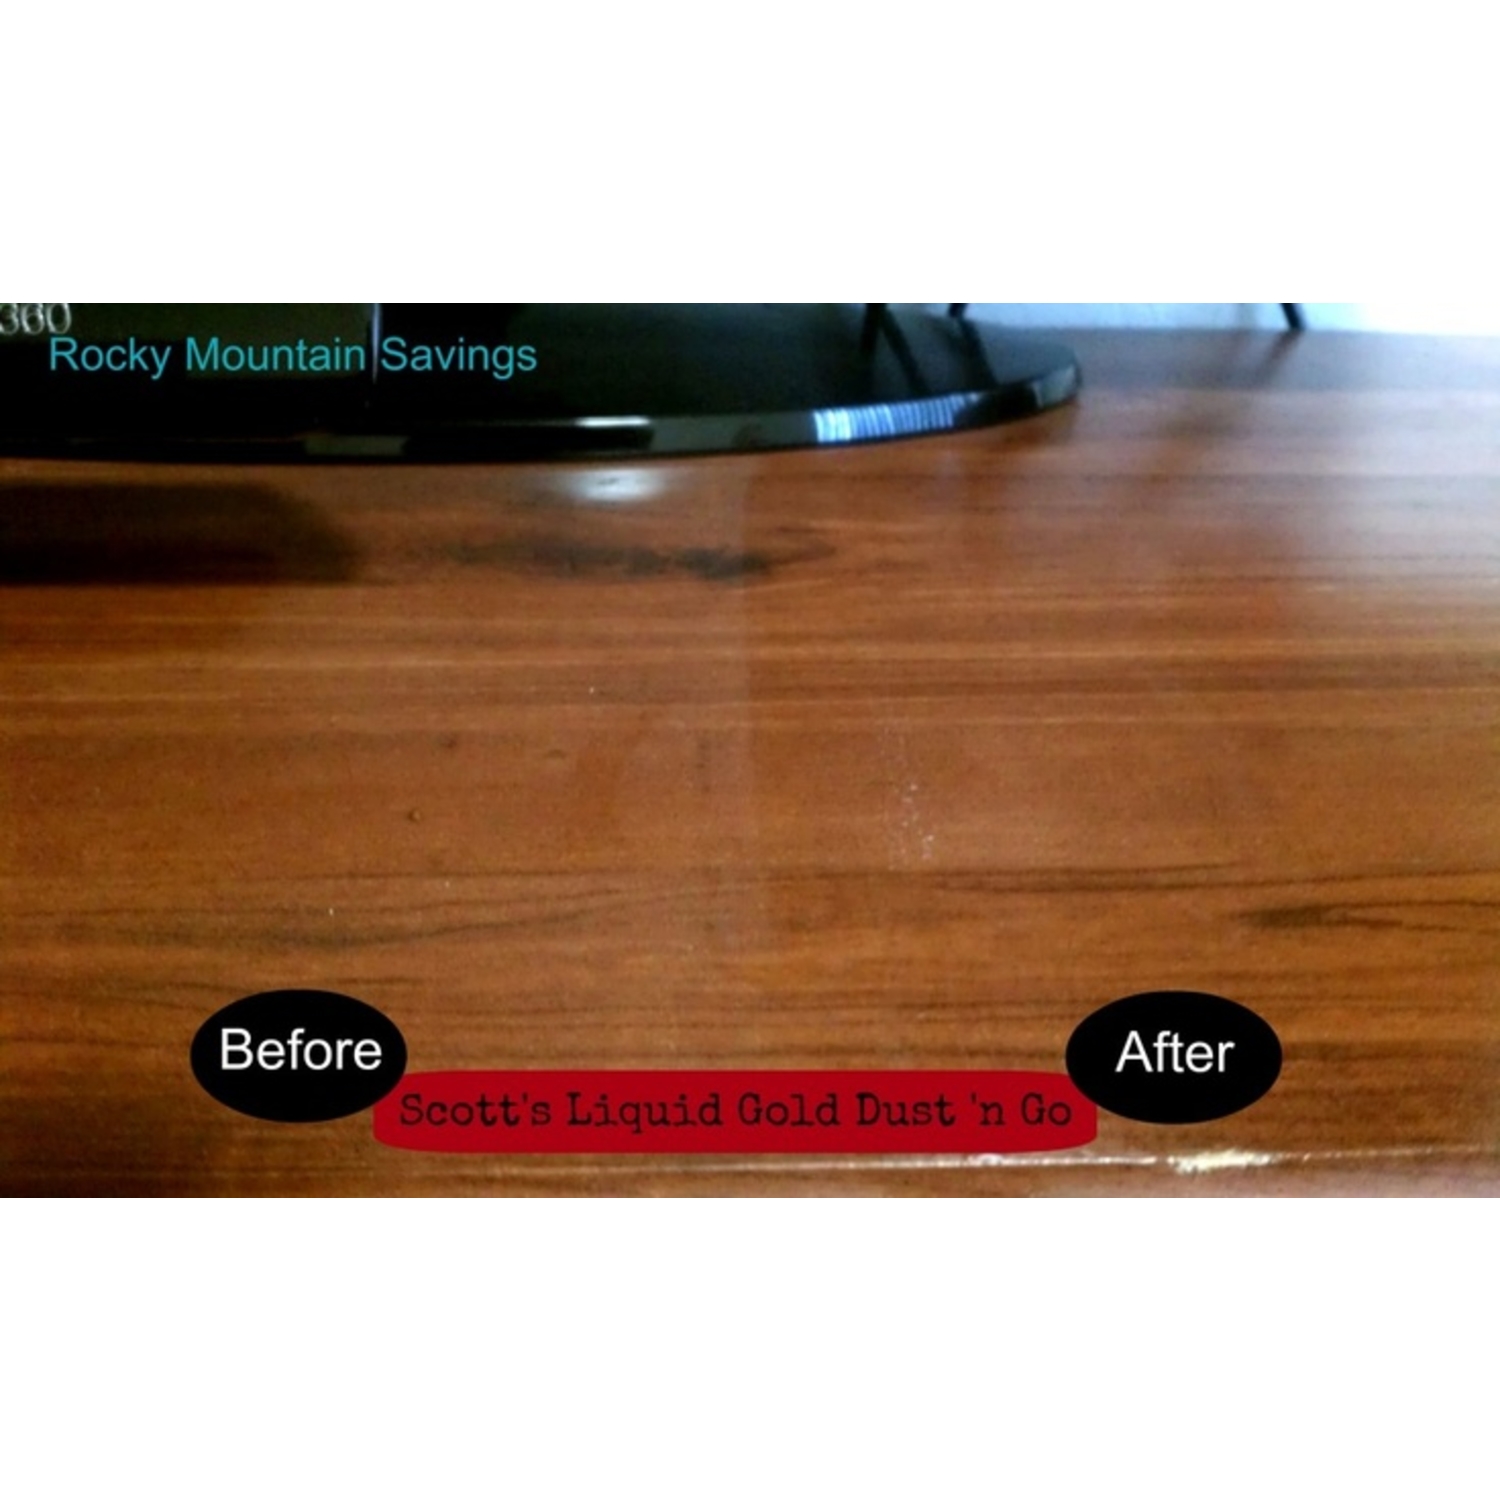 360
Rocky Mountain Savings
Before
After
Scott's Liquid Gold Dust 'n Go